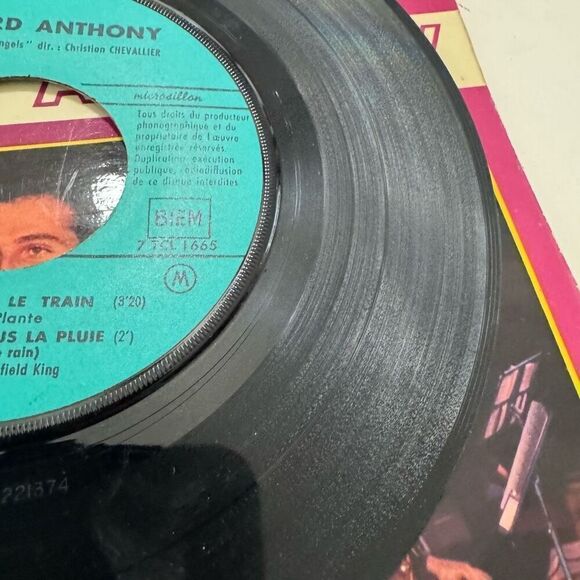 RD ANTHONY
ngels" dir. : Christian CHEVALLIER
microsillon
Tous droits du producteur
phonographique et du
propriétaire de l'œuvre
enregistrée réservés.
Duplication, exécution
publique, radiodiffusion
de ce disque interdites
BIEM
7 TCL 1665
M
LE TRAIN (3'20)
Plante
US LA PLUIE (2')
rain)
field King
221374